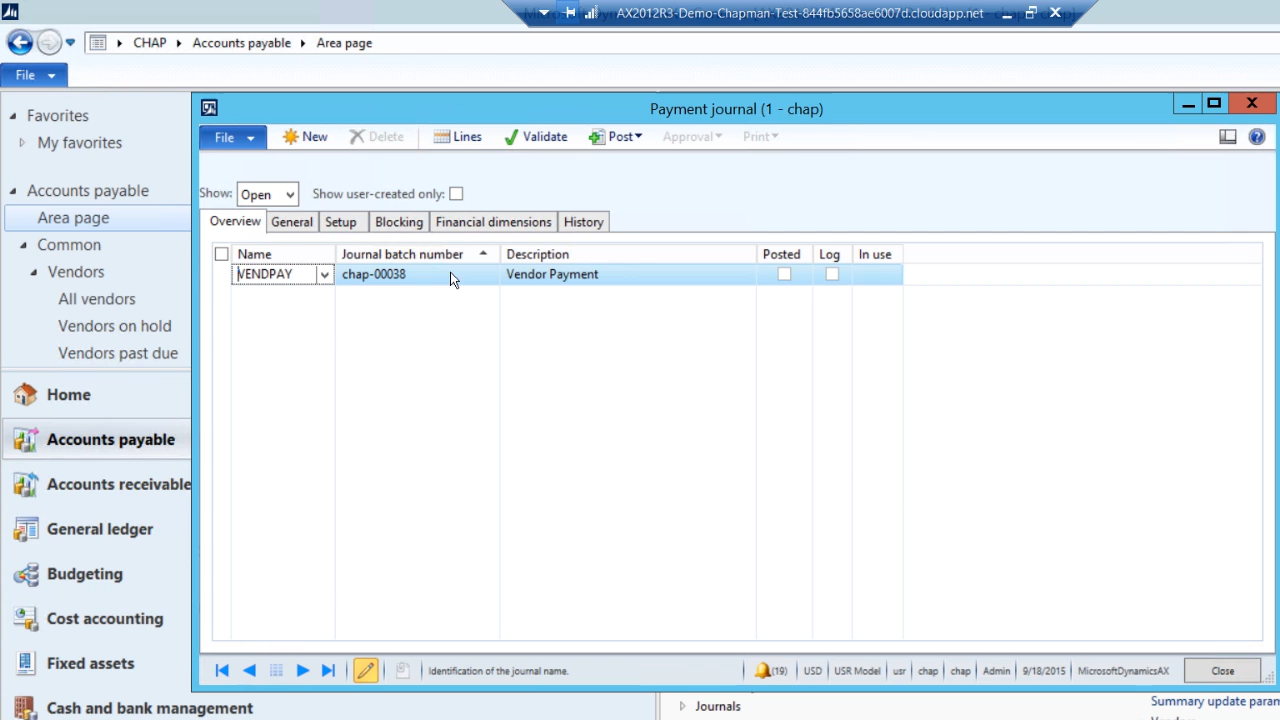 AX2012R3-Demo-Chapman-Test-844fb5658ae6007d.cloudapp.net
CHAP Accounts payable Area page
File
Favorites
My favorites
Accounts payable
Area page
Common
Vendors
All vendors
Vendors on hold
Vendors past due
Home
Accounts payable
Accounts receivable
General ledger
Budgeting
Cost accounting
Fixed assets
Cash and bank management
Payment journal (1 - chap)
File New Delete Lines Validate Post Approval Print
Show: Open Show user-created only:
Overview General Setup Blocking Financial dimensions History
Name Journal batch number Description Posted Log In use
VENDPAY chap-00038 Vendor Payment
Identification of the journal name. (19) USD USR Model usr chap chap Admin 9/18/2015 MicrosoftDynamicsAX Close
Journals
Summary update param